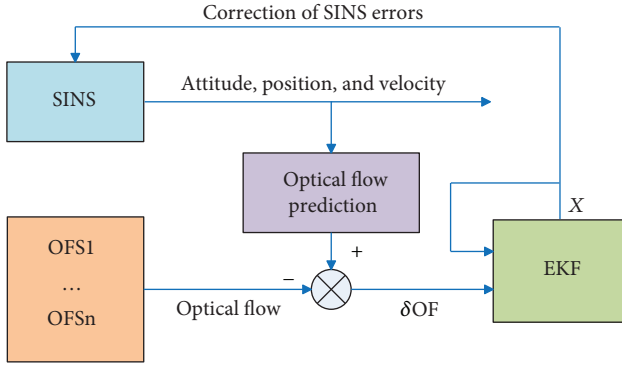 Correction of SINS errors
SINS
Attitude, position, and velocity
Optical flow
prediction
X
OFS1
...
OFSn
+
−
Optical flow
δOF
EKF